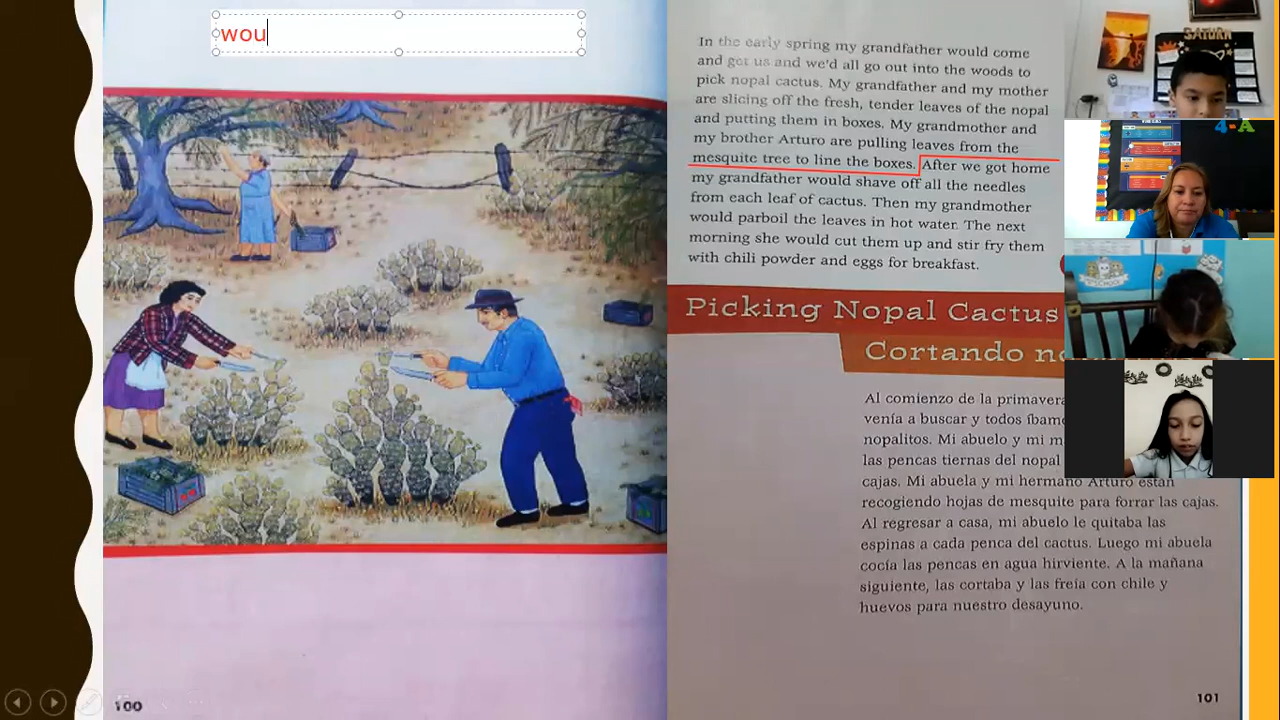 wou
In the early spring my grandfather would come
and get us and we'd all go out into the woods to
pick nopal cactus. My grandfather and my mother
are slicing off the fresh, tender leaves of the nopal
and putting them in boxes. My grandmother and
my brother Arturo are pulling leaves from the
mesquite tree to line the boxes. After we got home
my grandfather would shave off all the needles
from each leaf of cactus. Then my grandmother
would parboil the leaves in hot water. The next
morning she would cut them up and stir fry them
with chili powder and eggs for breakfast.
Picking Nopal Cactus
Cortando no
Al comienzo de la primavera
venía a buscar y todos íbamo
nopalitos. Mi abuelo y mi m
las pencas tiernas del nopal
cajas. Mi abuela y mi hermano Arturo están
recogiendo hojas de mesquite para forrar las cajas.
Al regresar a casa, mi abuelo le quitaba las
espinas a cada penca del cactus. Luego mi abuela
cocía las pencas en agua hirviente. A la mañana
siguiente, las cortaba y las freía con chile y
huevos para nuestro desayuno.
100
101
SATURN
4-A